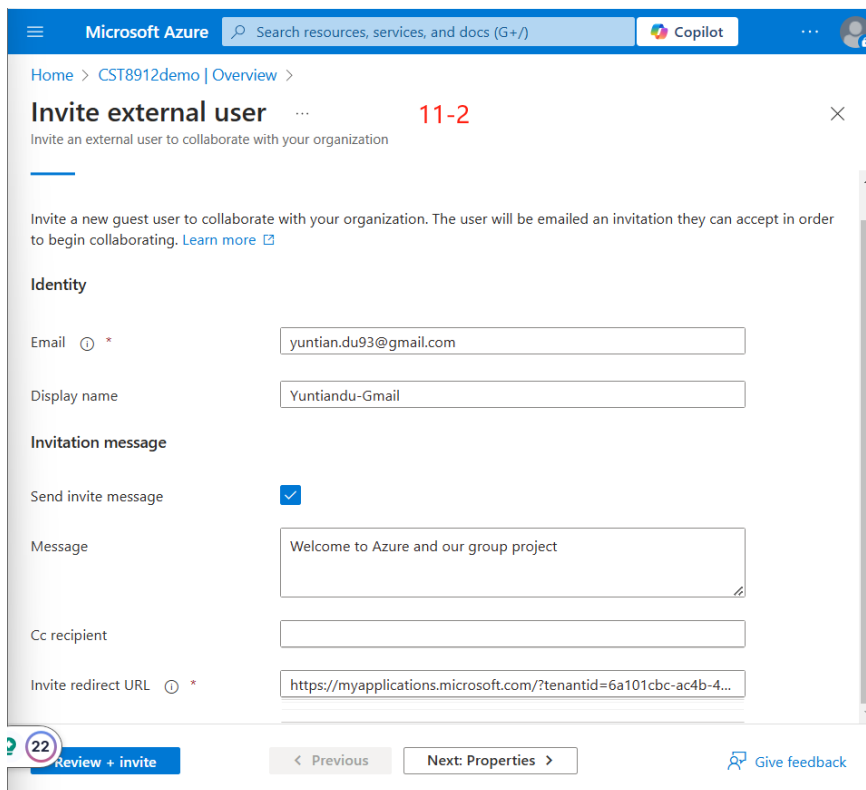 Microsoft Azure
Search resources, services, and docs (G+/)
Copilot
...
Home > CST8912demo | Overview >
Invite external user ...
11-2
Invite an external user to collaborate with your organization
Invite a new guest user to collaborate with your organization. The user will be emailed an invitation they can accept in order
to begin collaborating. Learn more
Identity
Email *
yuntian.du93@gmail.com
Display name
Yuntiandu-Gmail
Invitation message
Send invite message
Message
Welcome to Azure and our group project
Cc recipient
Invite redirect URL *
https://myapplications.microsoft.com/?tenantid=6a101cbc-ac4b-4...
22
Review + invite
< Previous
Next: Properties >
Give feedback